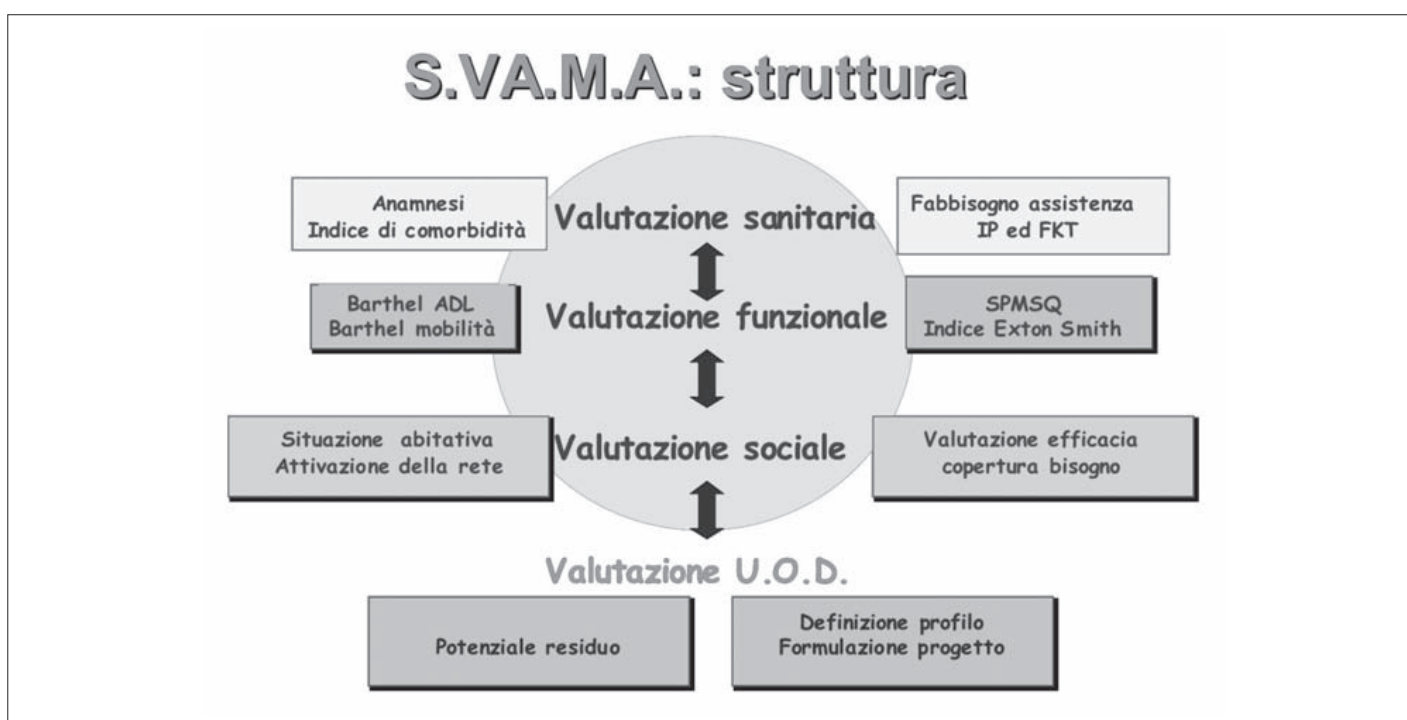 S.VA.M.A.: struttura
Anamnesi
Indice di comorbidità
Valutazione sanitaria
Fabbisogno assistenza
IP ed FKT
Barthel ADL
Barthel mobilità
Valutazione funzionale
SPMSQ
Indice Exton Smith
Situazione abitativa
Attivazione della rete
Valutazione sociale
Valutazione efficacia
copertura bisogno
Valutazione U.O.D.
Potenziale residuo
Definizione profilo
Formulazione progetto